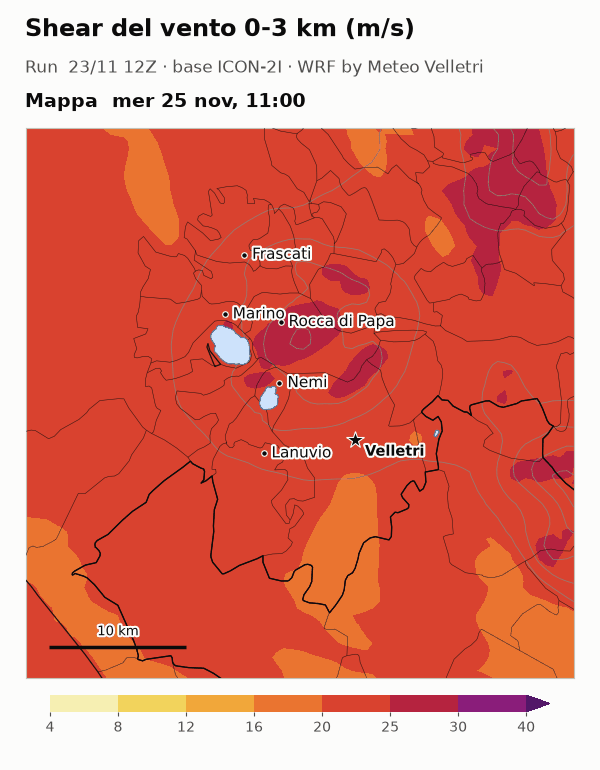 Shear del vento 0-3 km (m/s)
Run  23/11 12Z · base ICON-2I · WRF by Meteo Velletri
Mappa  mer 25 nov, 11:00
Frascati
Marino
Rocca di Papa
Nemi
Velletri
Lanuvio
10 km
4 8 12 16 20 25 30 40